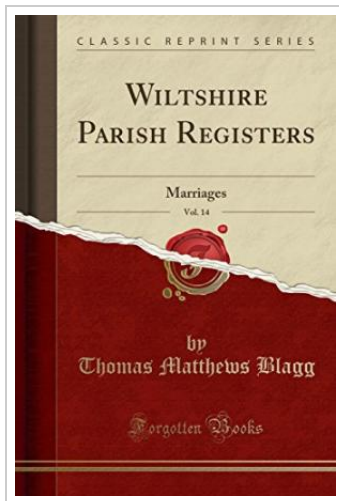 CLASSIC REPRINT SERIES
WILTSHIRE
PARISH REGISTERS
Marriages
Vol. 14
by
Thomas Matthews Blagg
Forgotten Books